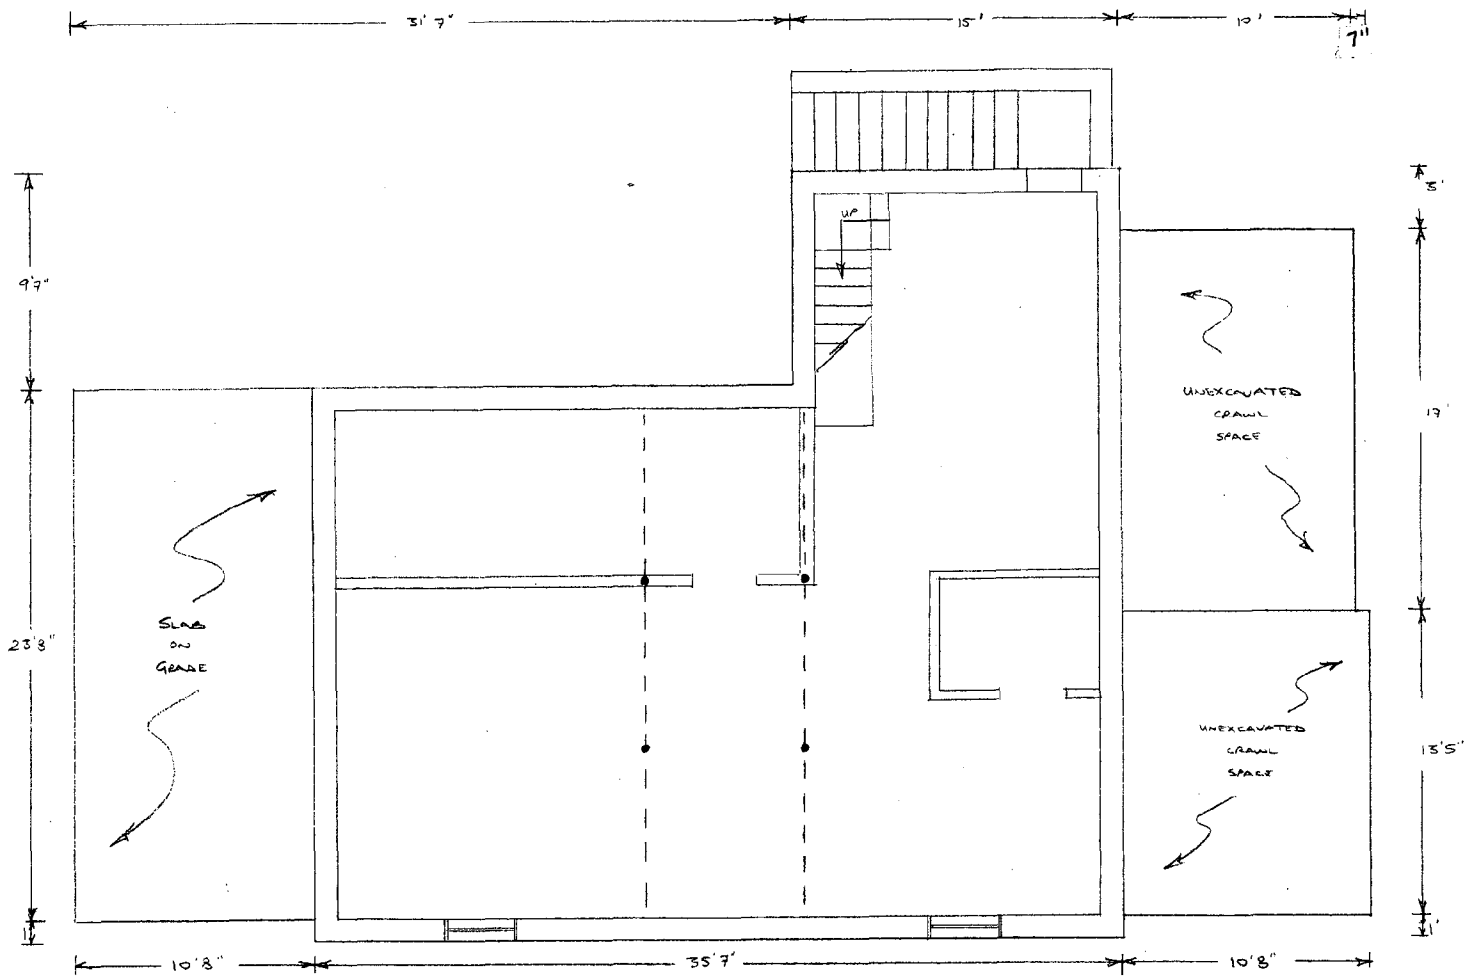 31'7" 15' 10'
7"
3'
UP
9'7"
UNEXCAVATED
CRAWL
SPACE
17'
SLAB
ON
GRADE
23'8"
UNEXCAVATED
CRAWL
SPACE
13'5"
1' 1'
10'8" 35'7" 10'8"